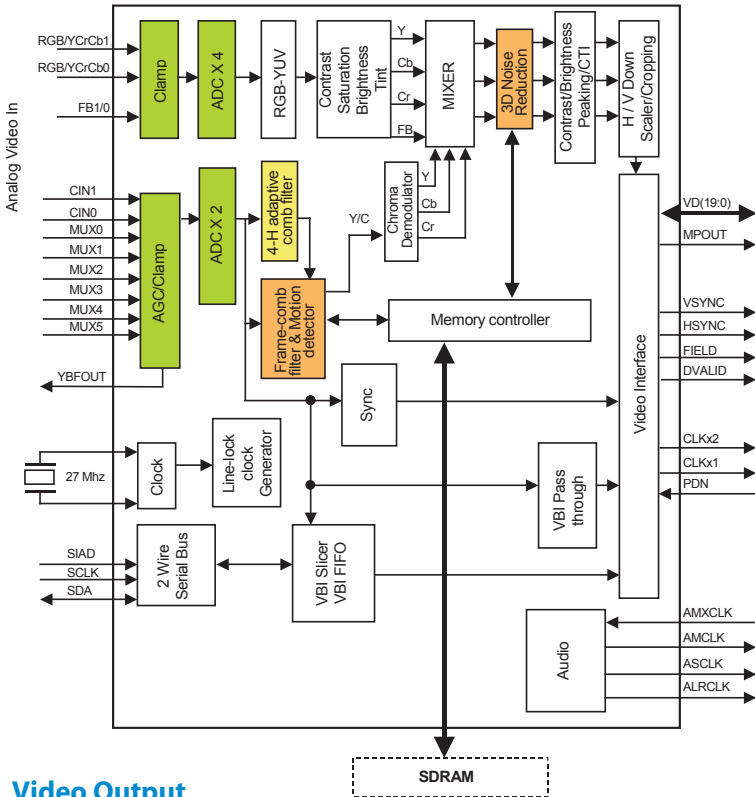 Analog Video In
RGB/YCrCb1
RGB/YCrCb0
FB1/0
Clamp
ADC X 4
RGB-YUV
Contrast
Saturation
Brightness
Tint
Y
Cb
Cr
FB
MIXER
3D Noise
Reduction
Contrast/Brightness
Peaking/CTI
H / V Down
Scaler/Cropping
CIN1
CIN0
MUX0
MUX1
MUX2
MUX3
MUX4
MUX5
YBFOUT
AGC/Clamp
ADC X 2
4-H adaptive
comb filter
Frame-comb
filter & Motion
detector
Y/C
Chroma
Demodulator
Y
Cb
Cr
Memory controller
Sync
Video Interface
VD(19:0)
MPOUT
VSYNC
HSYNC
FIELD
DVALID
CLKx2
CLKx1
PDN
27 Mhz
Clock
Line-lock
clock
Generator
VBI Pass
through
SIAD
SCLK
SDA
2 Wire
Serial Bus
VBI Slicer
VBI FIFO
Audio
AMXCLK
AMCLK
ASCLK
ALRCLK
SDRAM
Video Output